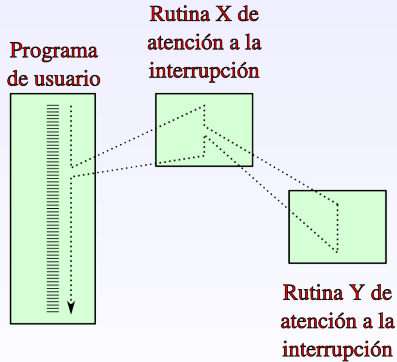 Programa
de usuario
Rutina X de
atención a la
interrupción
Rutina Y de
atención a la
interrupción